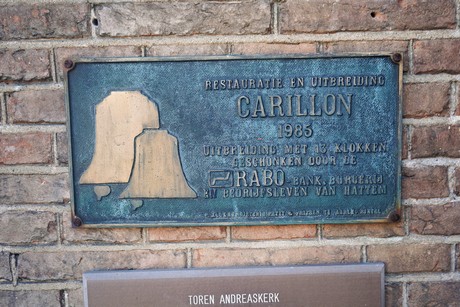 RESTAURATIE EN UITBREIDING
CARILLON
1985
UITBREIDING MET 13 KLOKKEN
GESCHONKEN DOOR DE
RABO BANK, BURGERIJ
EN BEDRIJFSLEVEN VAN HATTEM
TOREN ANDREASKERK